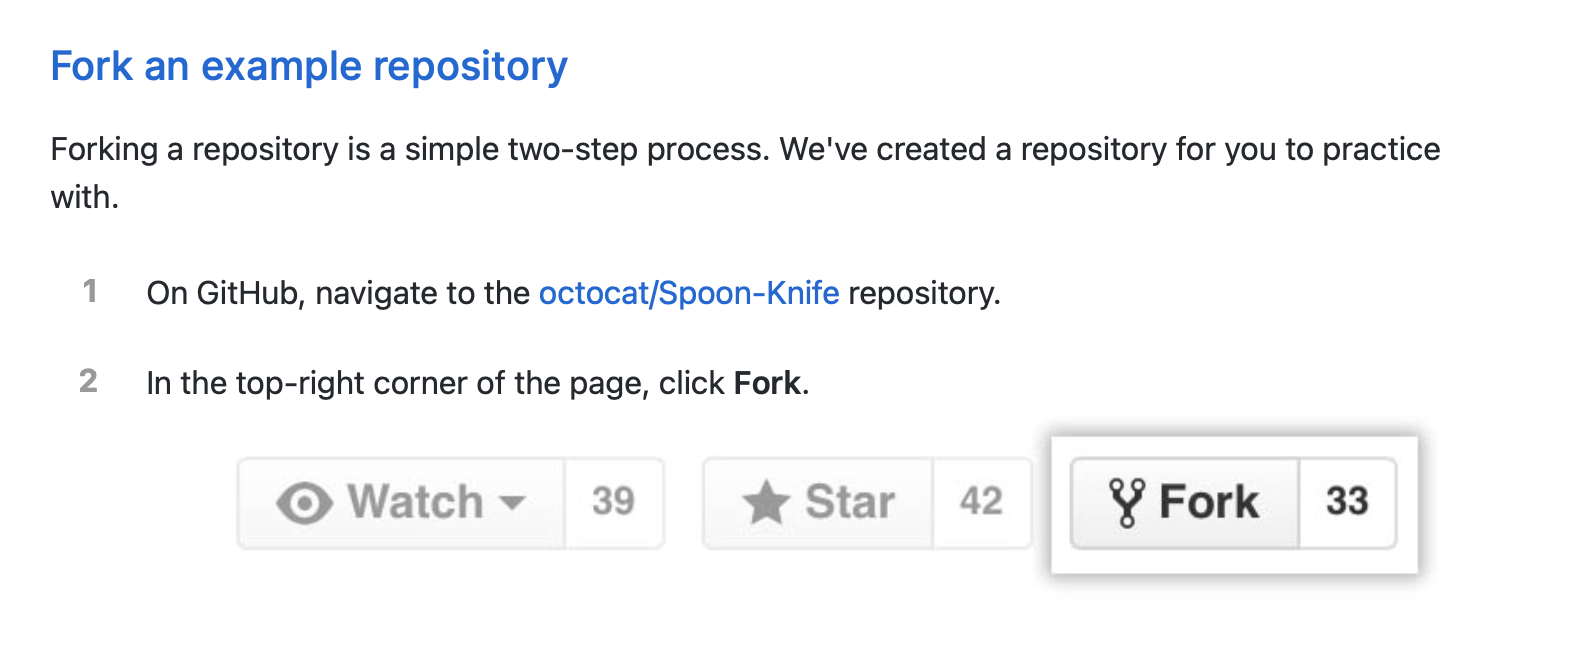 Fork an example repository
Forking a repository is a simple two-step process. We've created a repository for you to practice
with.
1 On GitHub, navigate to the octocat/Spoon-Knife repository.
2 In the top-right corner of the page, click Fork.
Watch 39 Star 42 Fork 33